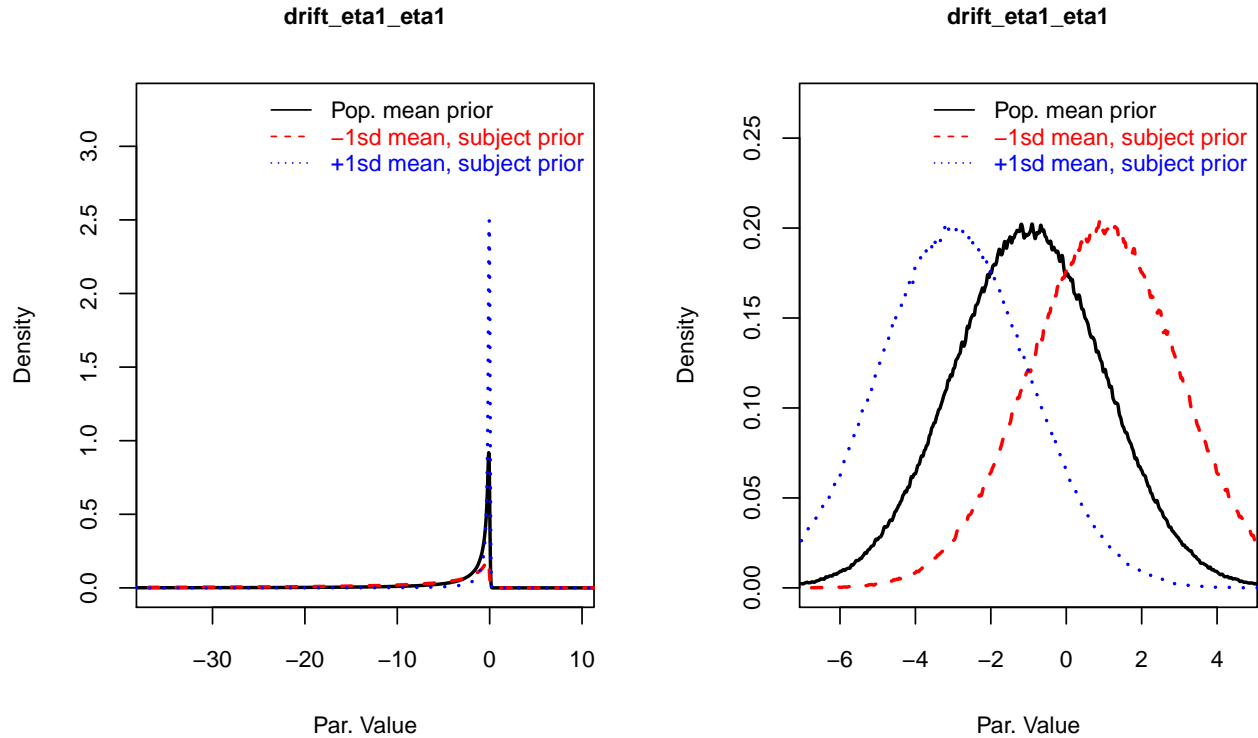 drift_eta1_eta1
Pop. mean prior
−1sd mean, subject prior
+1sd mean, subject prior
Density
0.0
0.5
1.0
1.5
2.0
2.5
3.0
−30
−20
−10
0
10
Par. Value
drift_eta1_eta1
Pop. mean prior
−1sd mean, subject prior
+1sd mean, subject prior
Density
0.00
0.05
0.10
0.15
0.20
0.25
−6
−4
−2
0
2
4
Par. Value